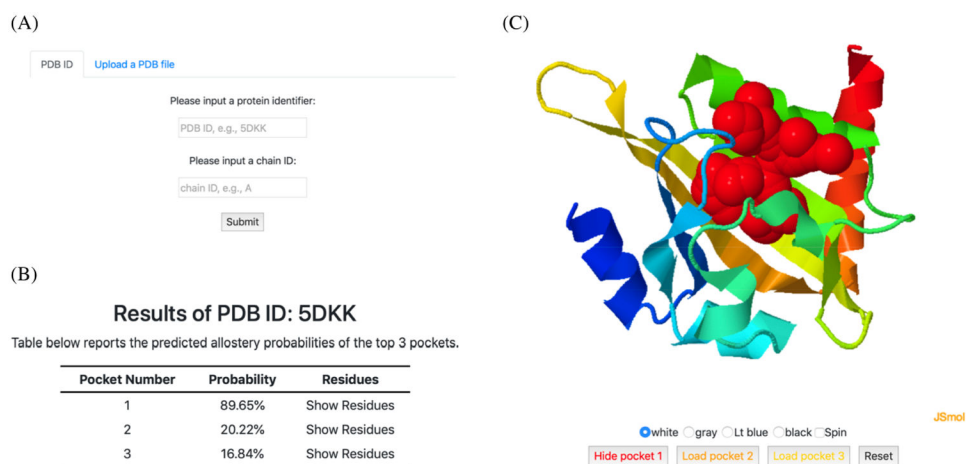 (A)
PDB ID Upload a PDB file
Please input a protein identifier:
PDB ID, e.g., 5DKK
Please input a chain ID:
chain ID, e.g., A
Submit
(B)
Results of PDB ID: 5DKK
Table below reports the predicted allostery probabilities of the top 3 pockets.
Pocket Number Probability Residues
1 89.65% Show Residues
2 20.22% Show Residues
3 16.84% Show Residues
(C)
JSmol
white gray Lt blue black Spin
Hide pocket 1 Load pocket 2 Load pocket 3 Reset